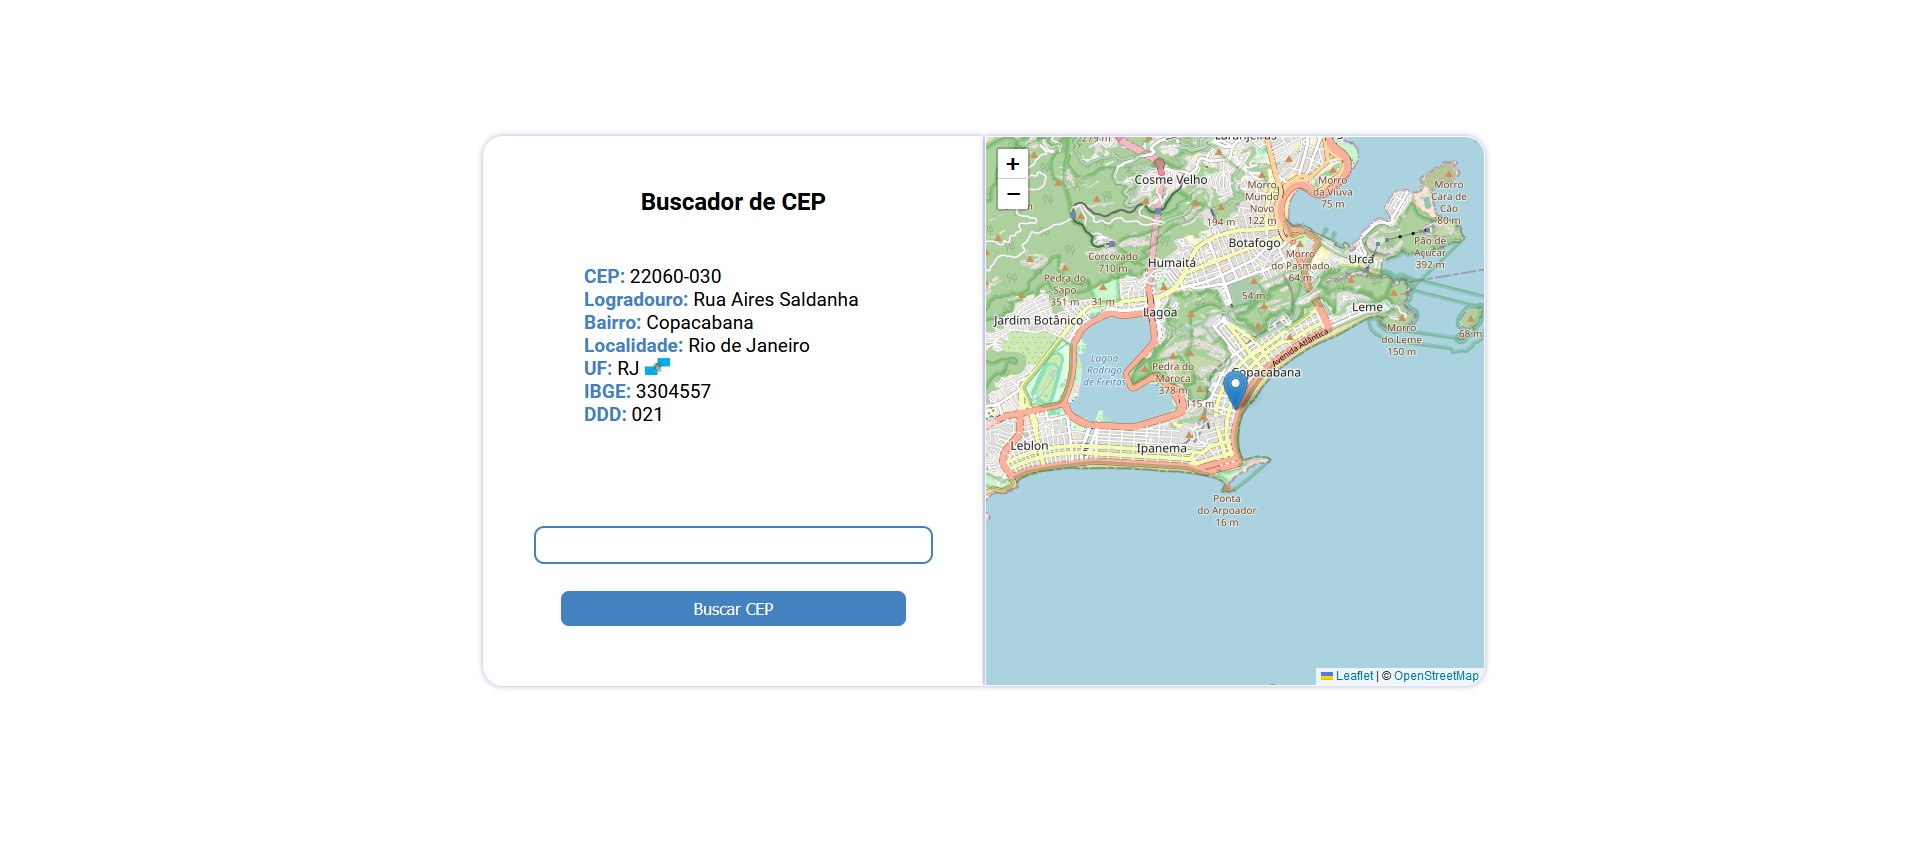 Buscador de CEP
CEP: 22060-030
Logradouro: Rua Aires Saldanha
Bairro: Copacabana
Localidade: Rio de Janeiro
UF: RJ
IBGE: 3304557
DDD: 021
Buscar CEP
+
−
Laranjeiras
279 m
Cosme Velho
Morro
da Viúva
75 m
Morro
Mundo
Novo
122 m
Morro
Cara de
Cão
80 m
194 m
Botafogo
Pão de
Açúcar
392 m
Corcovado
710 m
Humaitá
Morro
do Pasmado
64 m
Urca
Pedra do
Sapo
351 m
31 m
54 m
Jardim Botânico
Lagoa
Leme
Morro
do Leme
150 m
68 m
Avenida Atlântica
Lagoa
Rodrigo
de Freitas
Pedra do
Maroca
378 m
Copacabana
115 m
Leblon
Ipanema
Ponta
do Arpoador
16 m
Leaflet | © OpenStreetMap